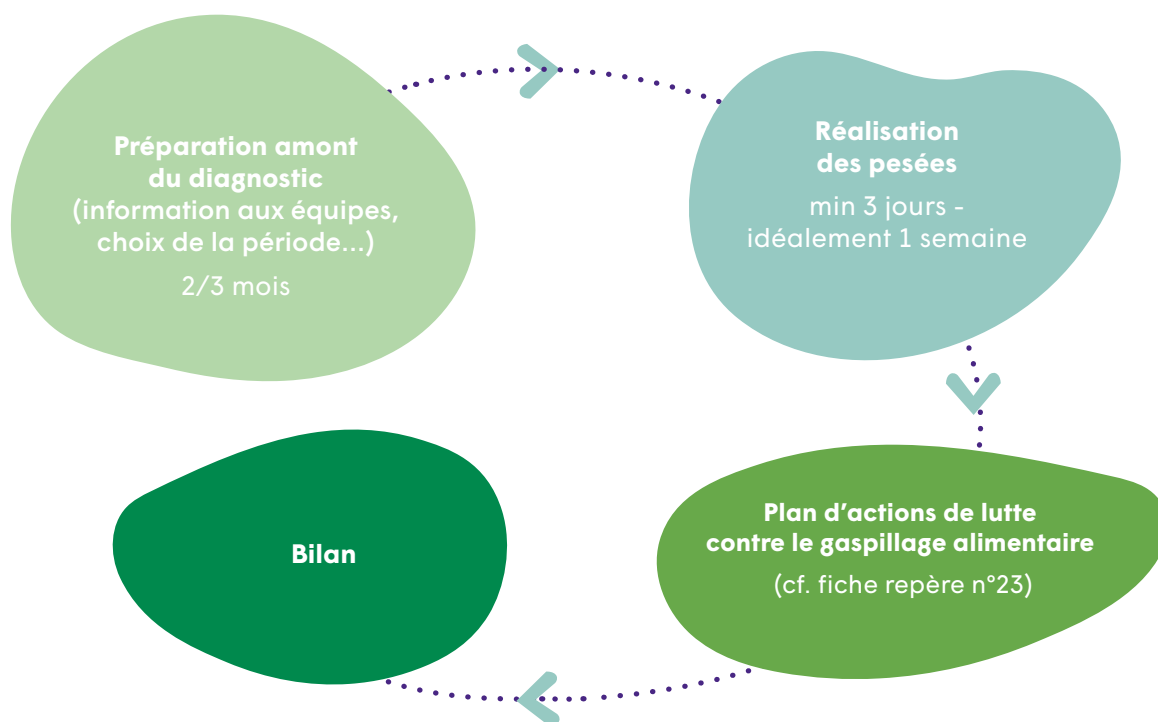 Préparation amont
du diagnostic
(information aux équipes,
choix de la période...)
2/3 mois
Réalisation
des pesées
min 3 jours -
idéalement 1 semaine
Plan d’actions de lutte
contre le gaspillage alimentaire
(cf. fiche repère n°23)
Bilan